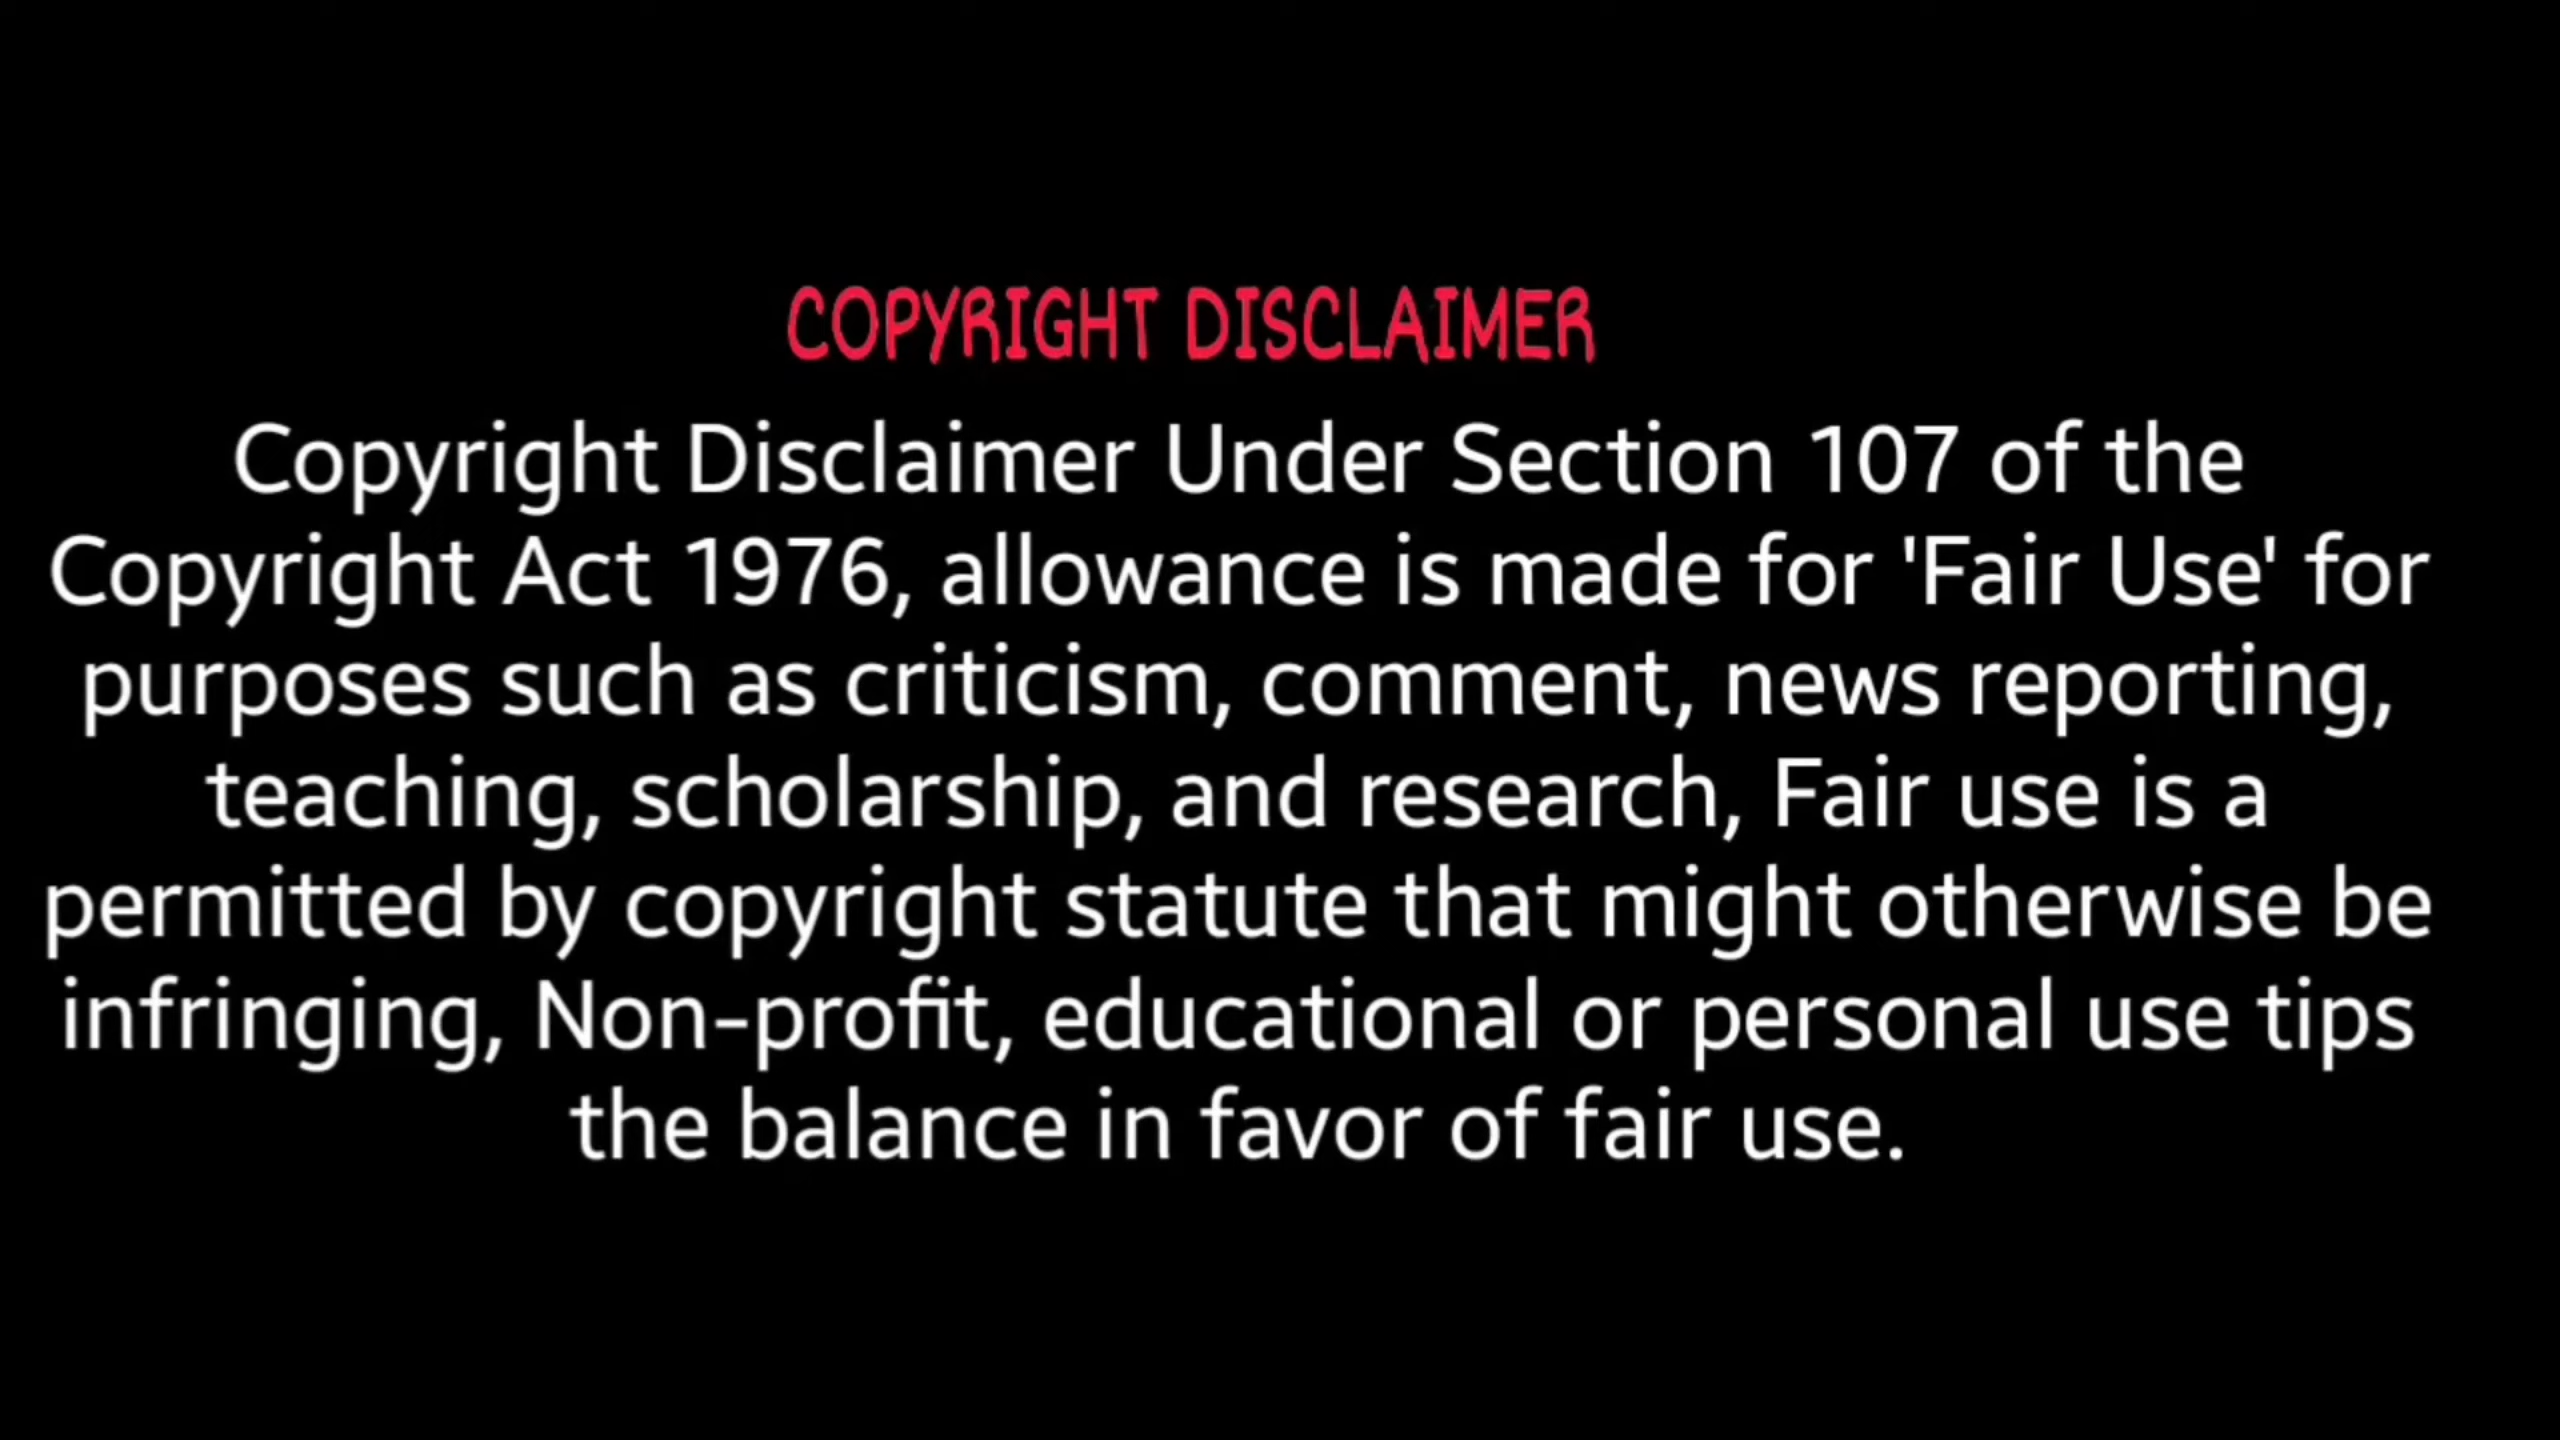 COPYRIGHT DISCLAIMER
Copyright Disclaimer Under Section 107 of the
Copyright Act 1976, allowance is made for 'Fair Use' for
purposes such as criticism, comment, news reporting,
teaching, scholarship, and research, Fair use is a
permitted by copyright statute that might otherwise be
infringing, Non-profit, educational or personal use tips
the balance in favor of fair use.